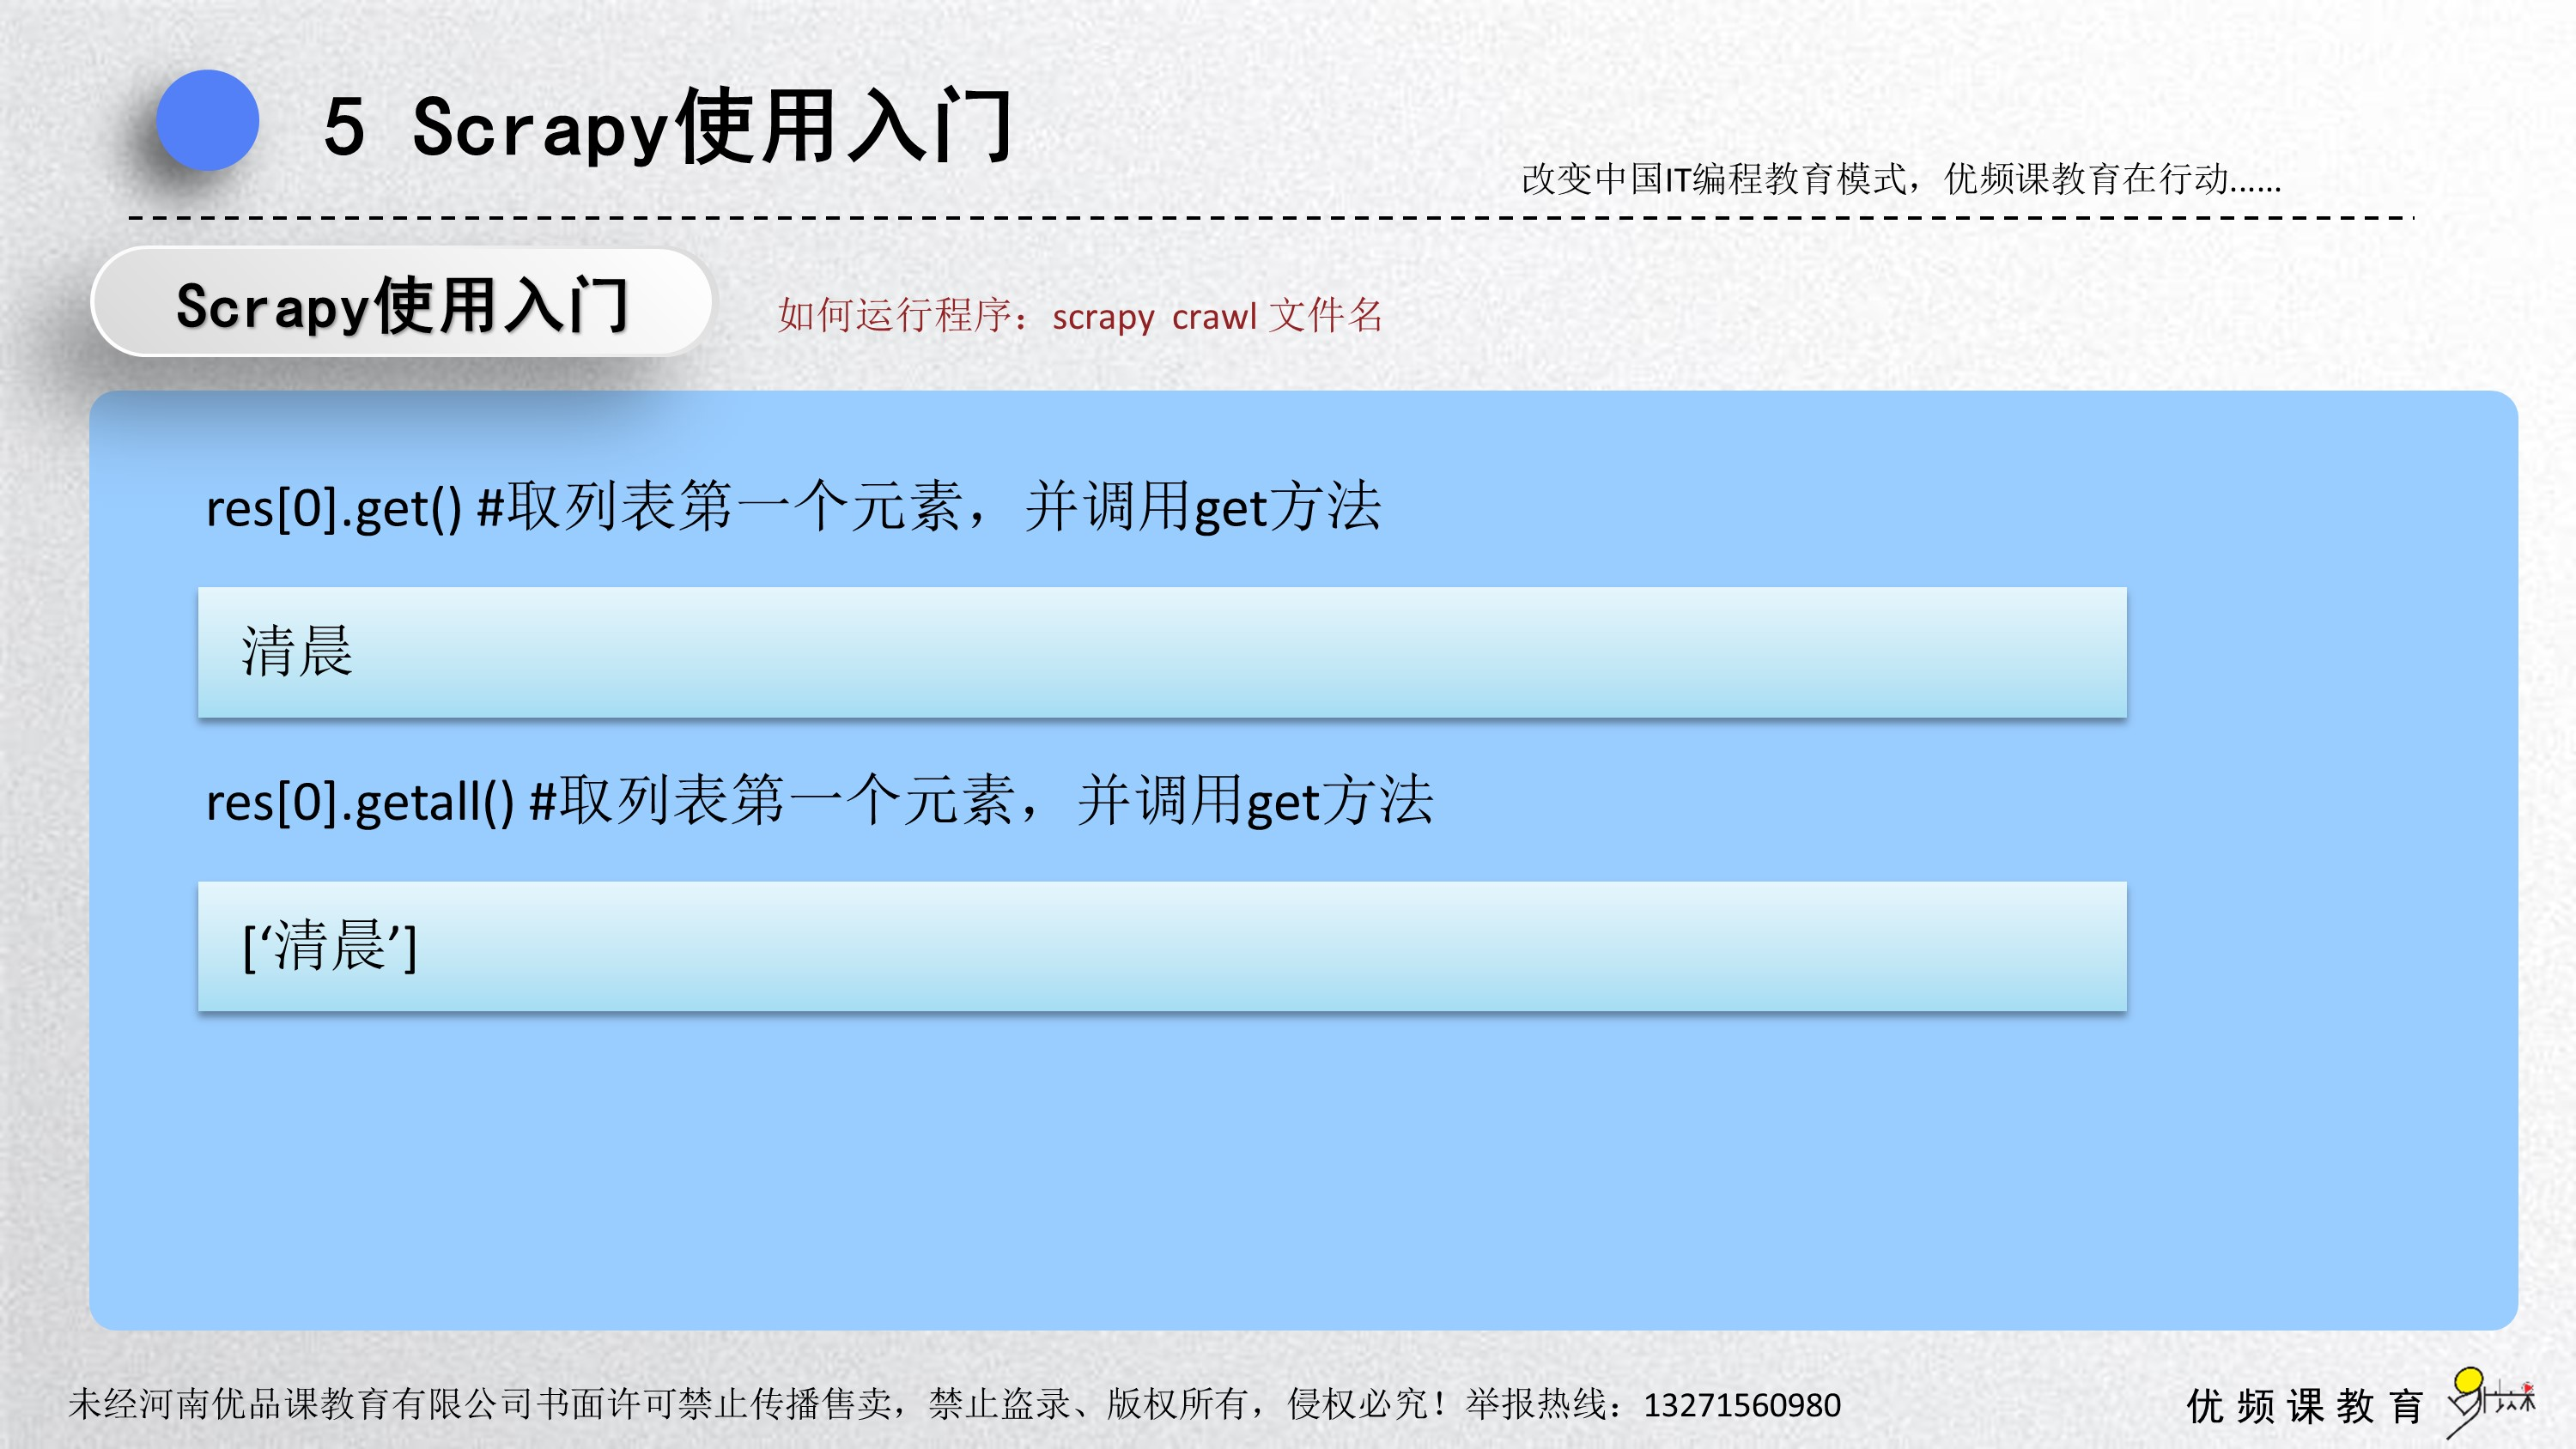 5 Scrapy使用入门
改变中国IT编程教育模式，优频课教育在行动……
Scrapy使用入门
如何运行程序：scrapy crawl 文件名
res[0].get() #取列表第一个元素，并调用get方法
清晨
res[0].getall() #取列表第一个元素，并调用get方法
[‘清晨’]
未经河南优品课教育有限公司书面许可禁止传播售卖，禁止盗录、版权所有，侵权必究！举报热线：13271560980
优频课教育